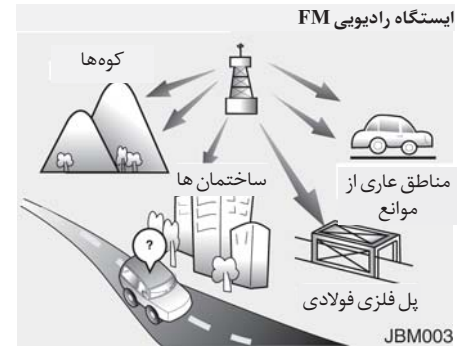 ایستگاه رادیویی FM
کوه‌ها
ساختمان ها
مناطق عاری از
موانع
?
پل فلزی فولادی
JBM003